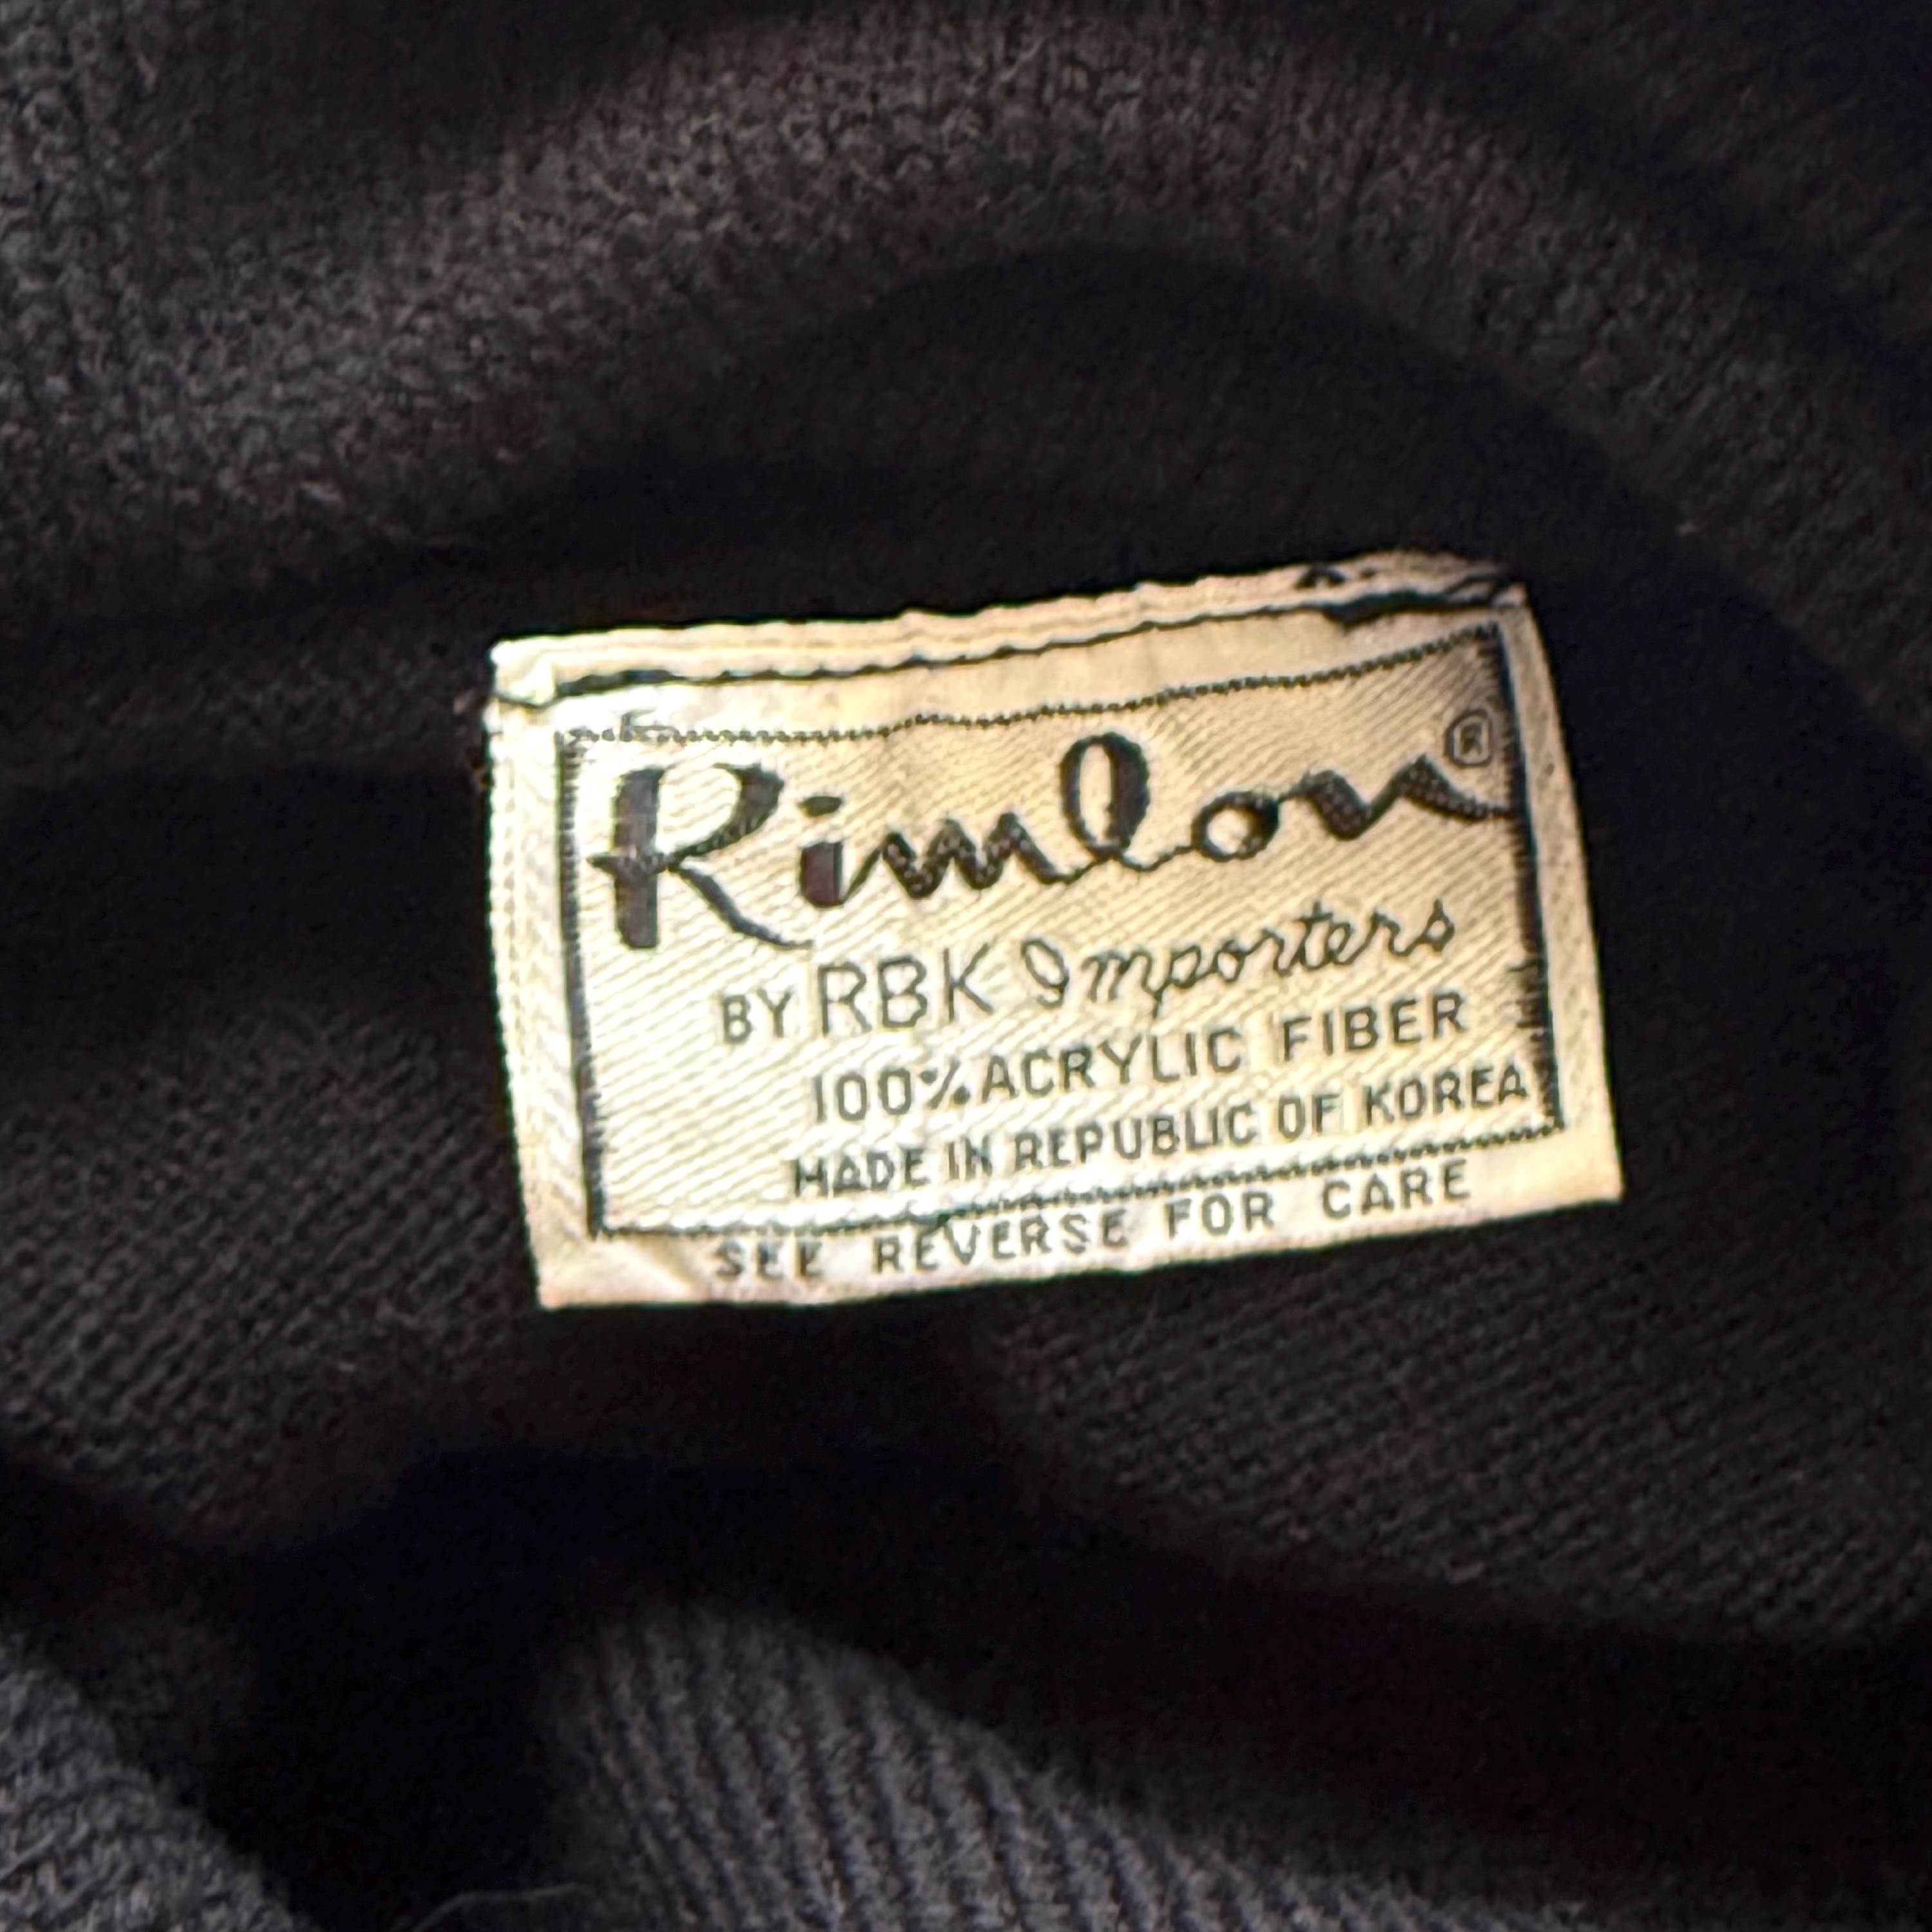 Rimlon®
BY RBK Importers
100% ACRYLIC FIBER
MADE IN REPUBLIC OF KOREA
SEE REVERSE FOR CARE